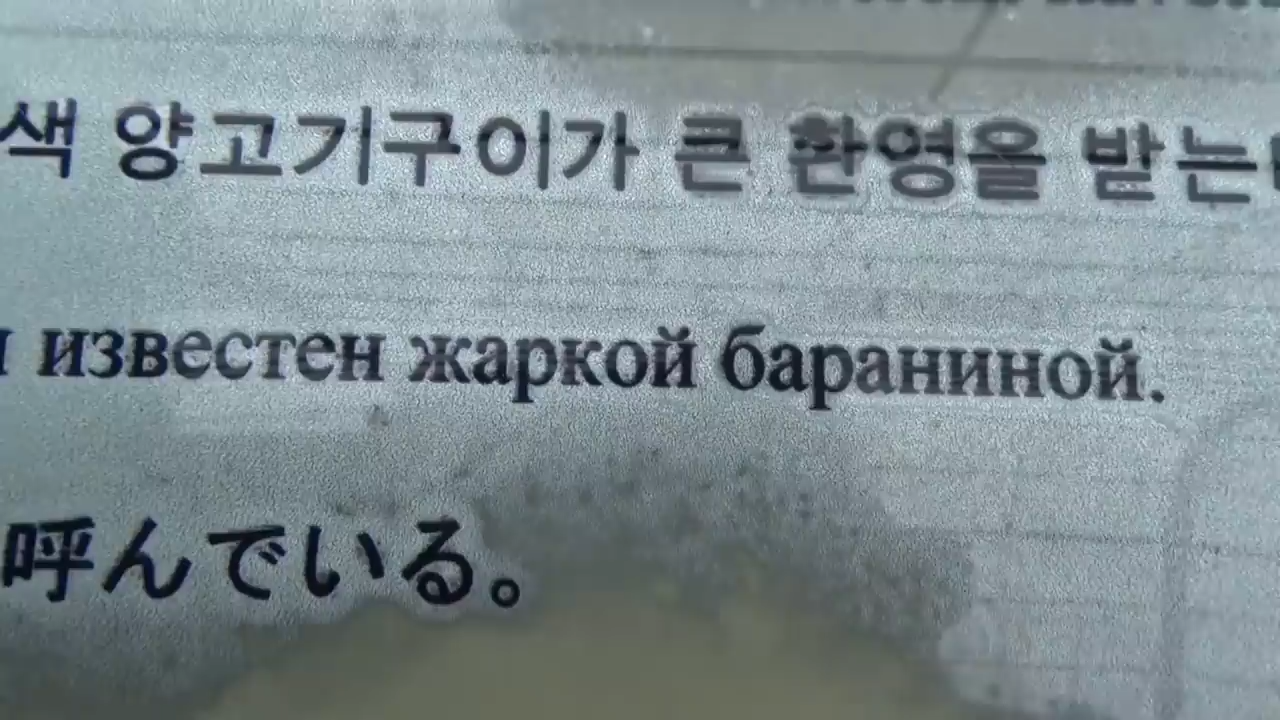 색 양고기구이가 큰 환영을 받는
известен жаркой бараниной.
呼んでいる。